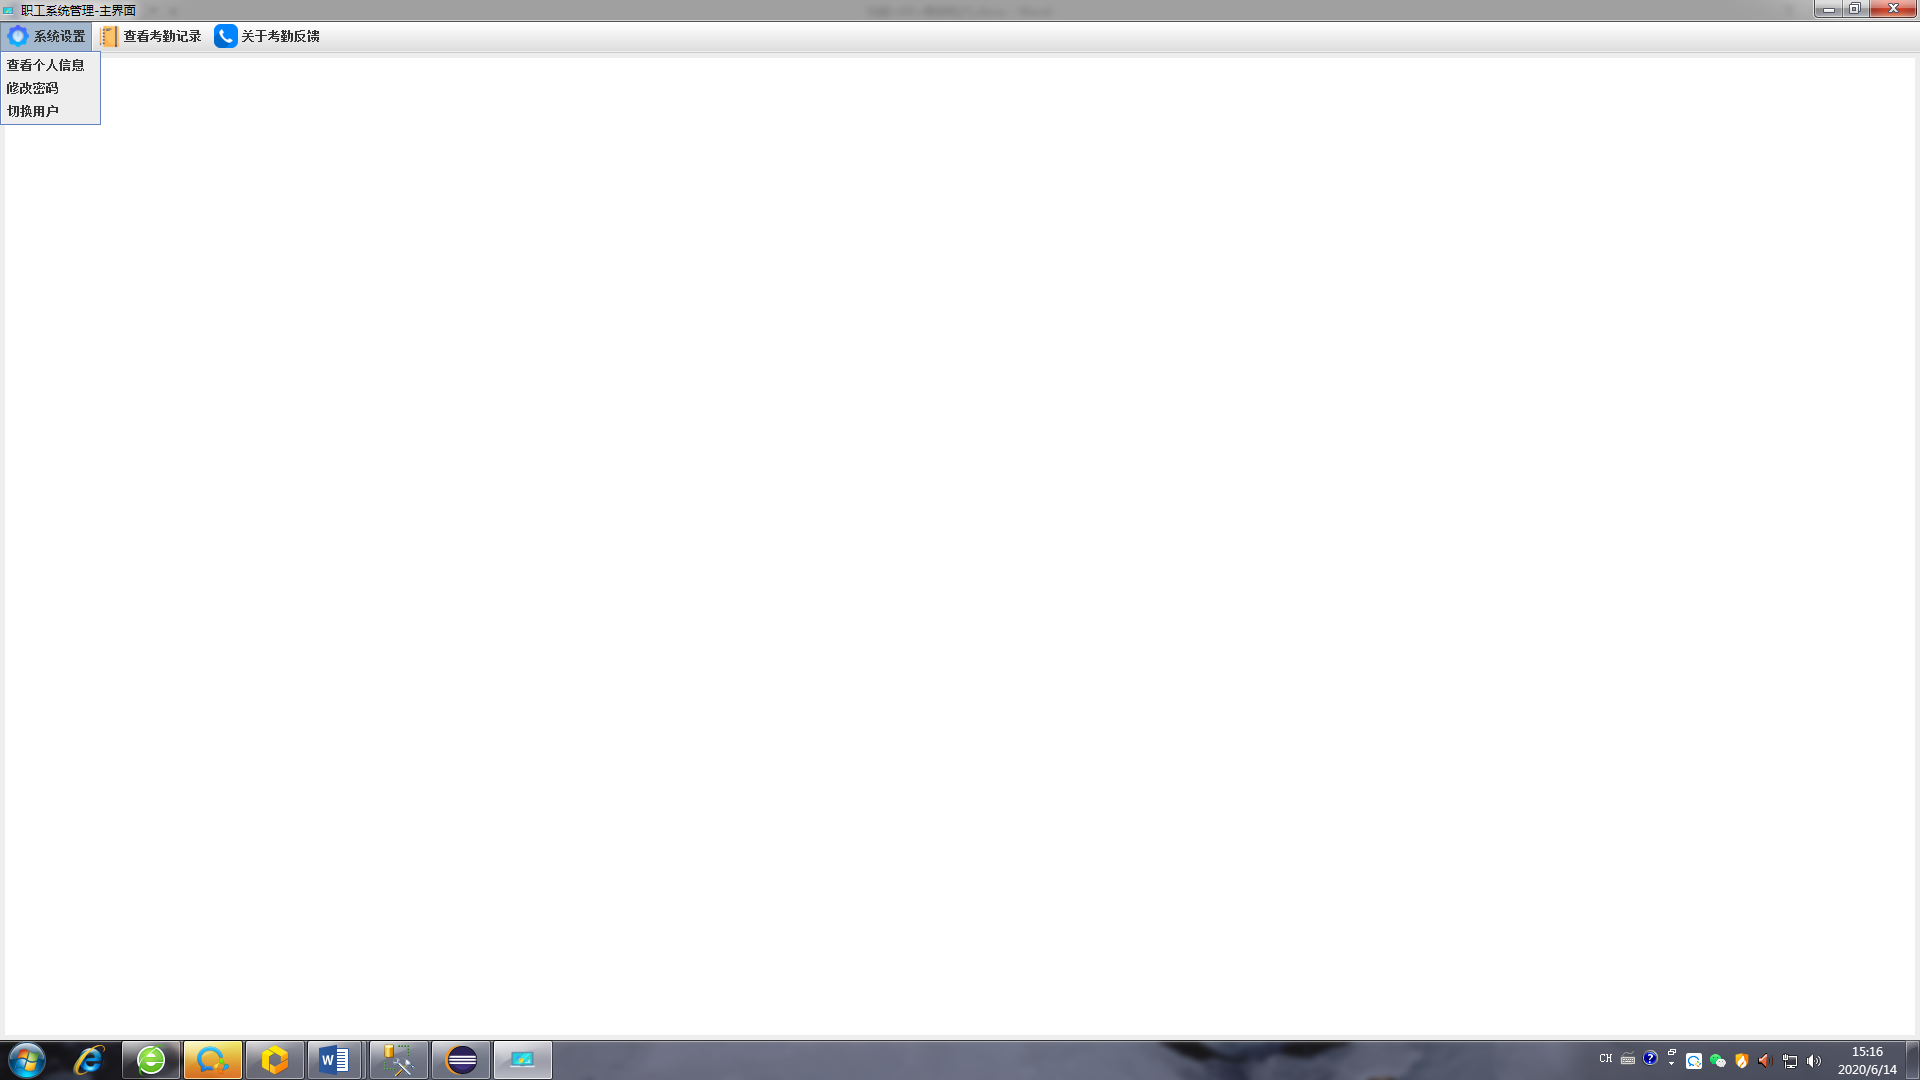 职工系统管理-主界面
系统设置 查看考勤记录 关于考勤反馈
查看个人信息
修改密码
切换用户
CH
15:16
2020/6/14